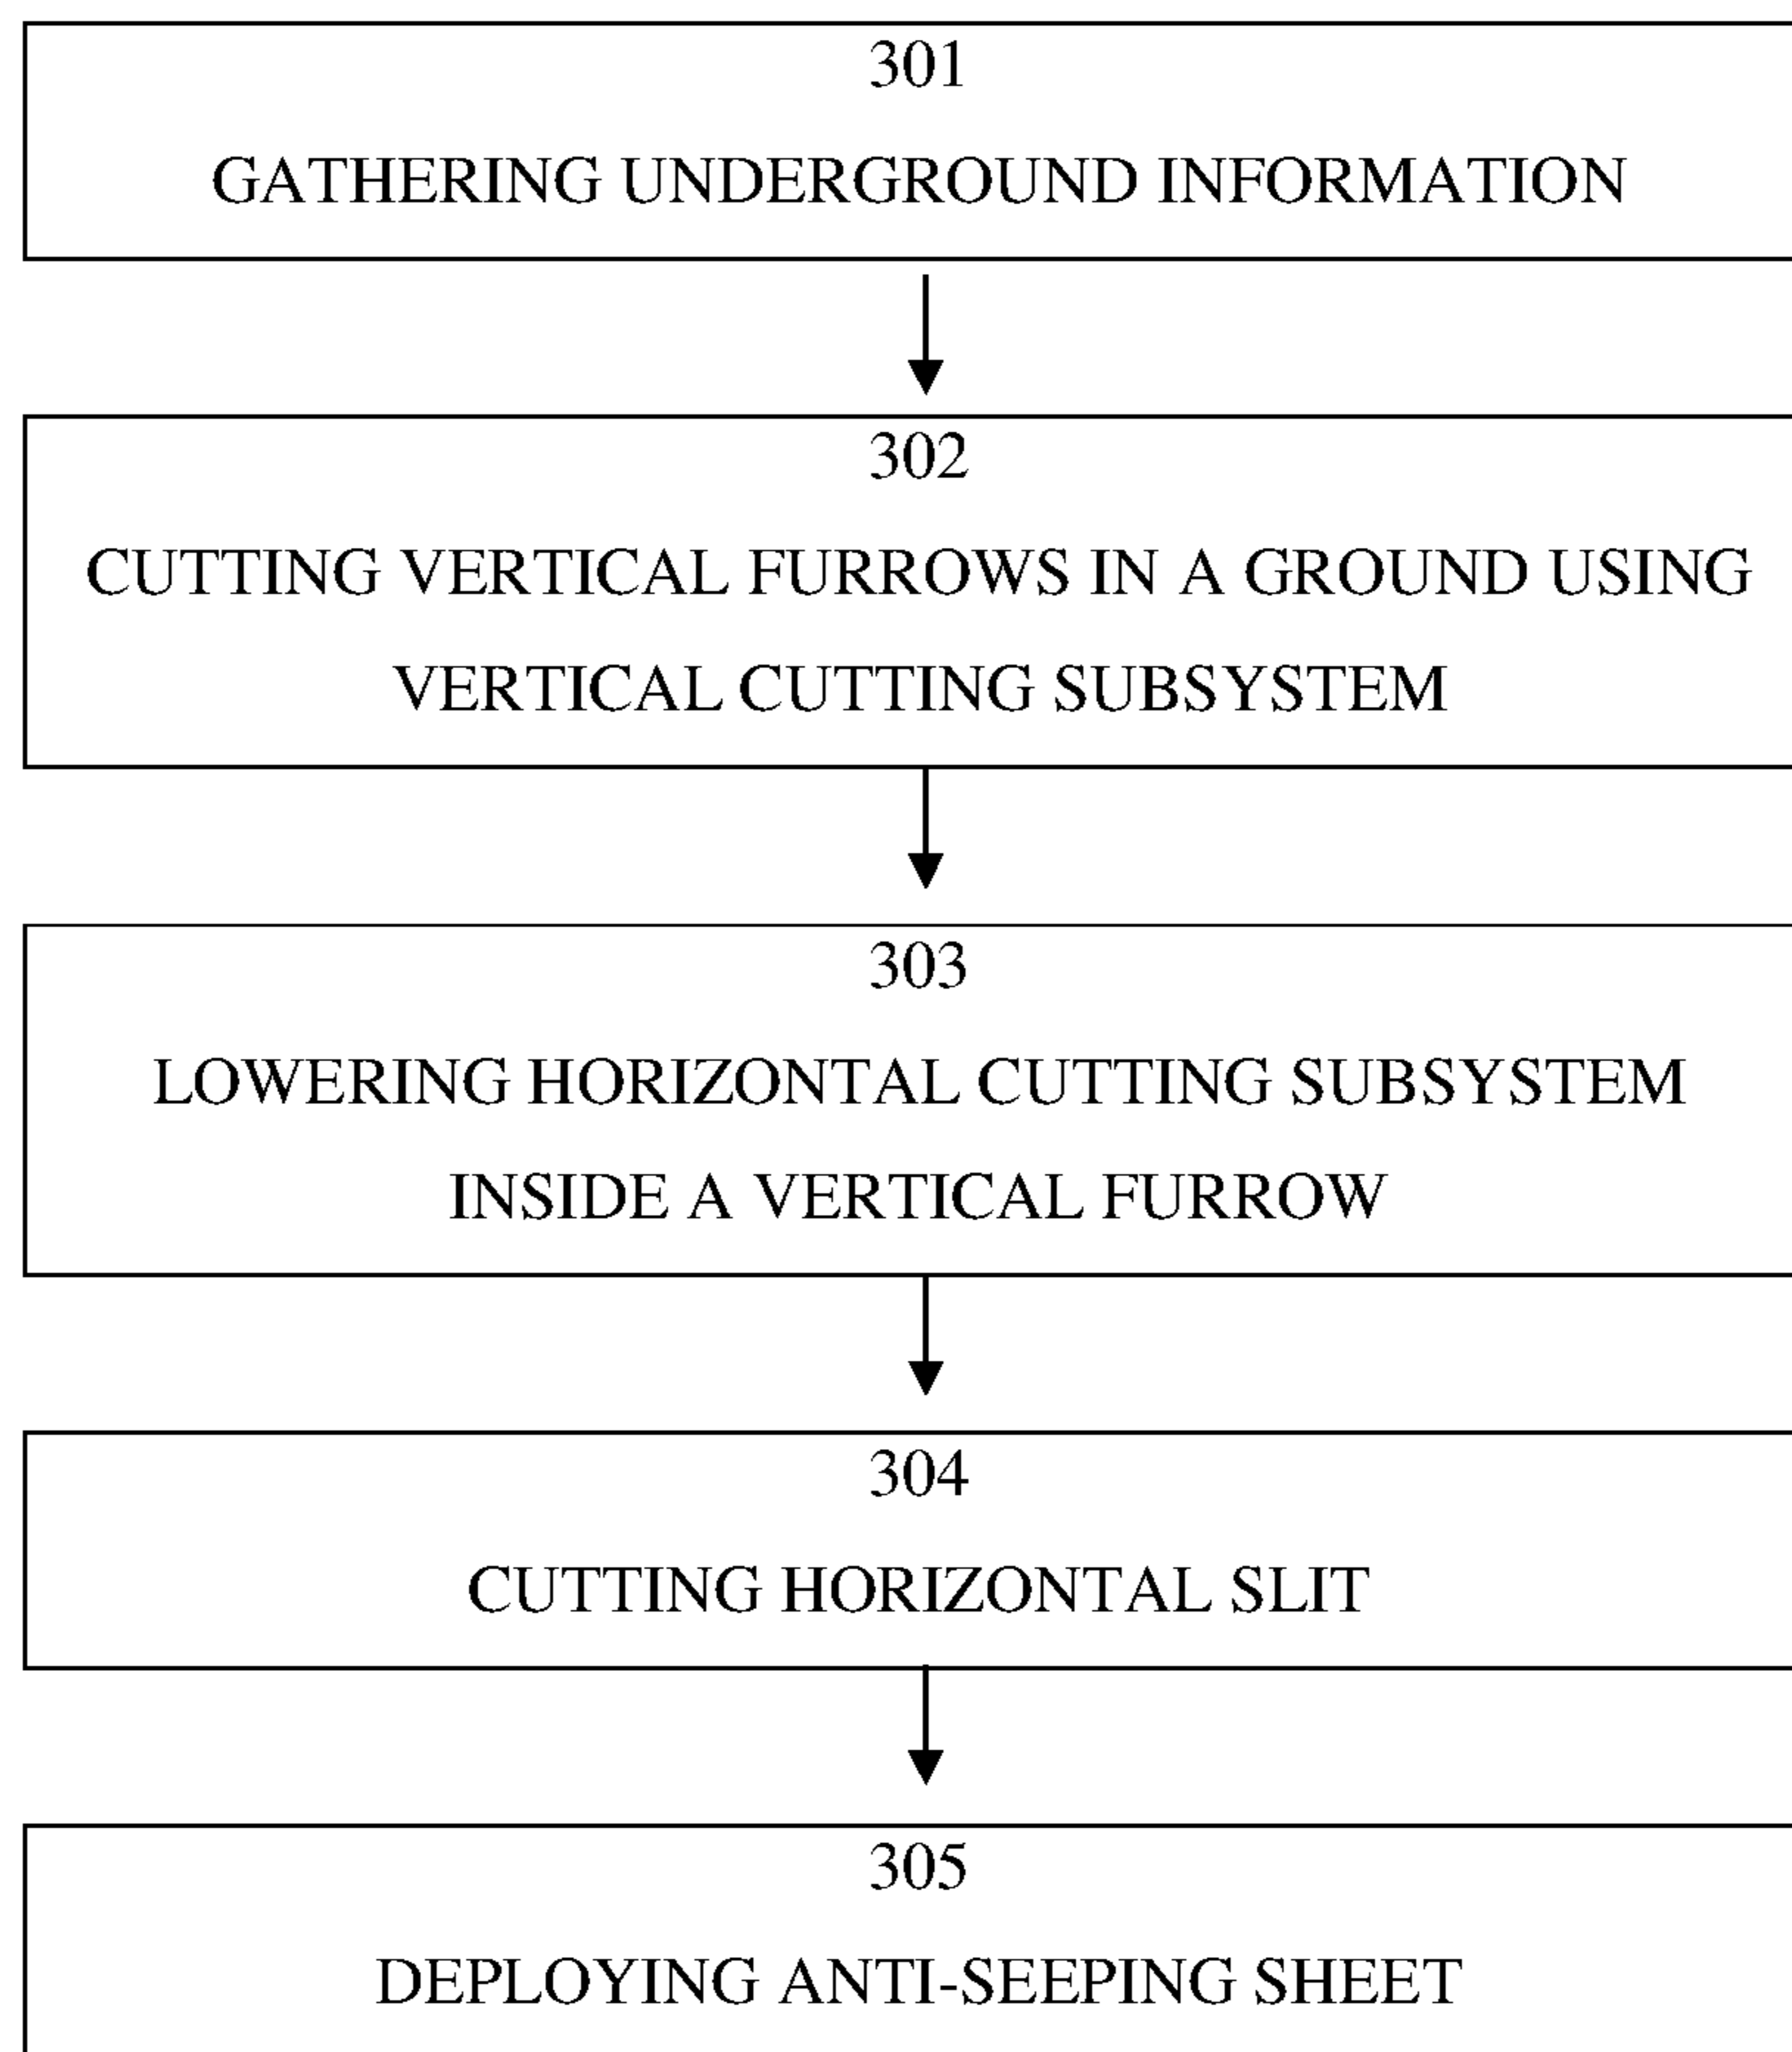 301
GATHERING UNDERGROUND INFORMATION
302
CUTTING VERTICAL FURROWS IN A GROUND USING
VERTICAL CUTTING SUBSYSTEM
303
LOWERING HORIZONTAL CUTTING SUBSYSTEM
INSIDE A VERTICAL FURROW
304
CUTTING HORIZONTAL SLIT
305
DEPLOYING ANTI-SEEPING SHEET